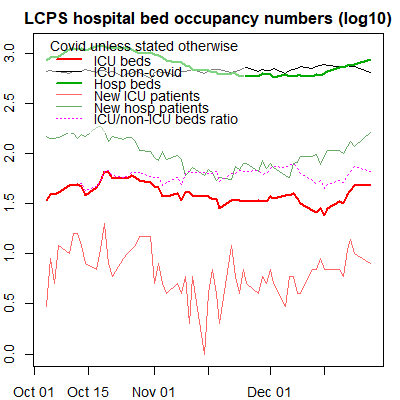 LCPS hospital bed occupancy numbers (log10)
Covid unless stated otherwise
ICU beds
ICU non-covid
Hosp beds
New ICU patients
New hosp patients
ICU/non-ICU beds ratio
3.0
2.5
2.0
1.5
1.0
0.5
0.0
Oct 01 Oct 15 Nov 01 Dec 01